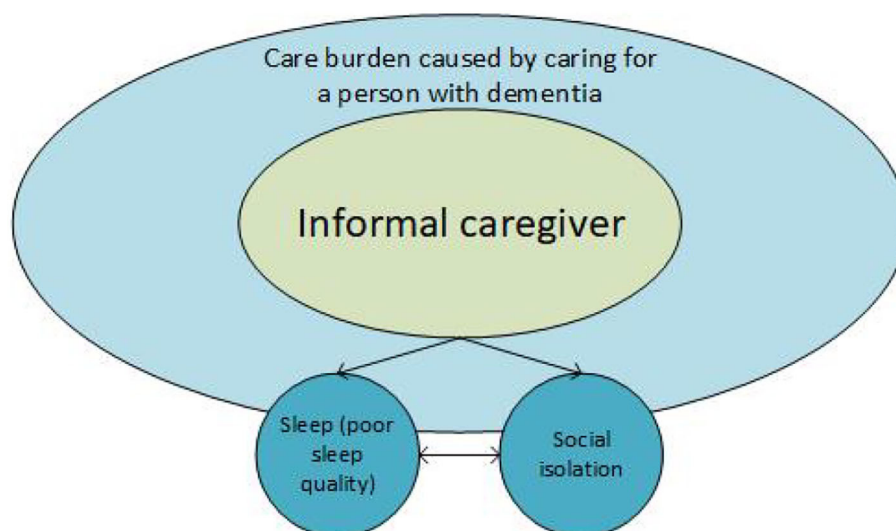 Care burden caused by caring for
a person with dementia
Informal caregiver
Sleep (poor
sleep
quality)
Social
isolation